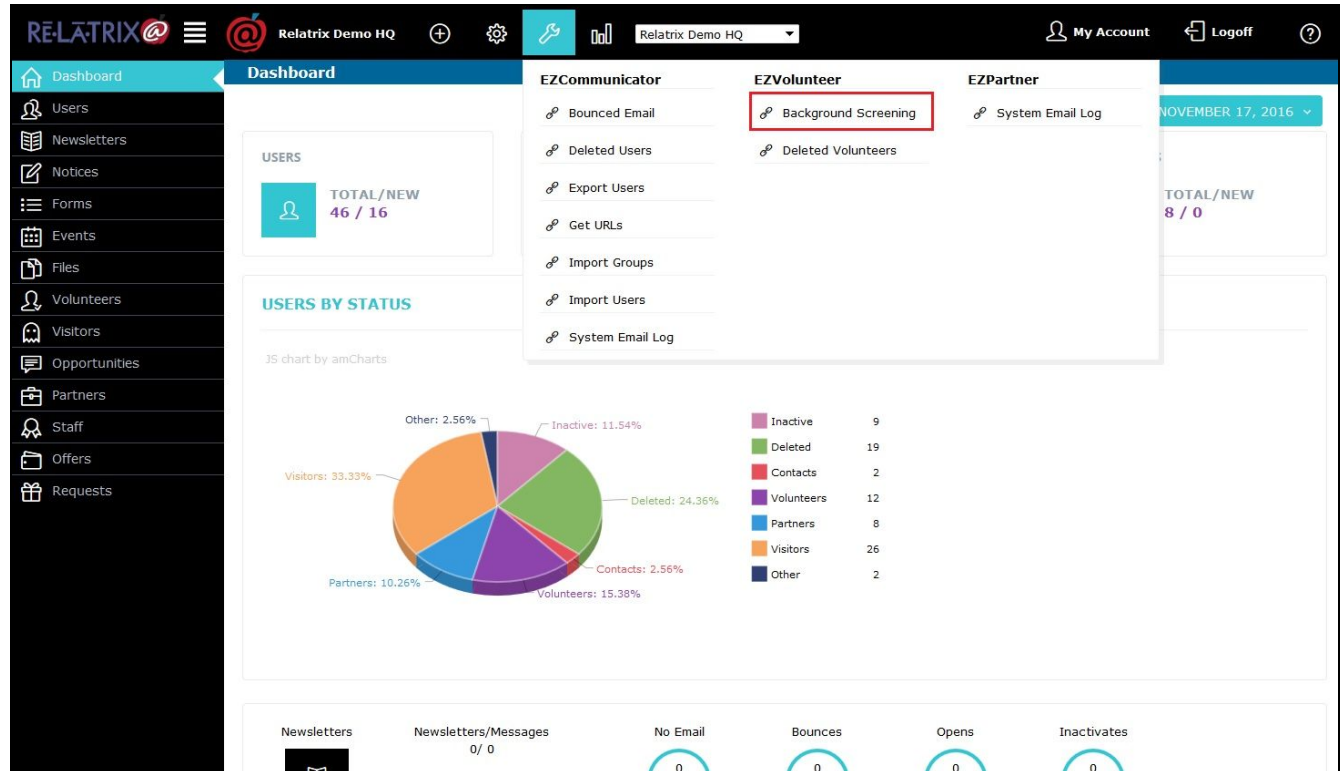 RE·LA·TRIX@
Relatrix Demo HQ
Relatrix Demo HQ
My Account
Logoff
?
Dashboard
Users
Newsletters
Notices
Forms
Events
Files
Volunteers
Visitors
Opportunities
Partners
Staff
Offers
Requests
Dashboard
EZCommunicator
Bounced Email
Deleted Users
Export Users
Get URLs
Import Groups
Import Users
System Email Log
EZVolunteer
Background Screening
Deleted Volunteers
EZPartner
System Email Log
NOVEMBER 17, 2016
USERS
TOTAL/NEW
46 / 16
TOTAL/NEW
8 / 0
USERS BY STATUS
JS chart by amCharts
Other: 2.56%
Inactive: 11.54%
Visitors: 33.33%
Deleted: 24.36%
Contacts: 2.56%
Partners: 10.26%
Volunteers: 15.38%
Inactive 9
Deleted 19
Contacts 2
Volunteers 12
Partners 8
Visitors 26
Other 2
Newsletters
Newsletters/Messages
0/ 0
No Email
0
Bounces
0
Opens
0
Inactivates
0